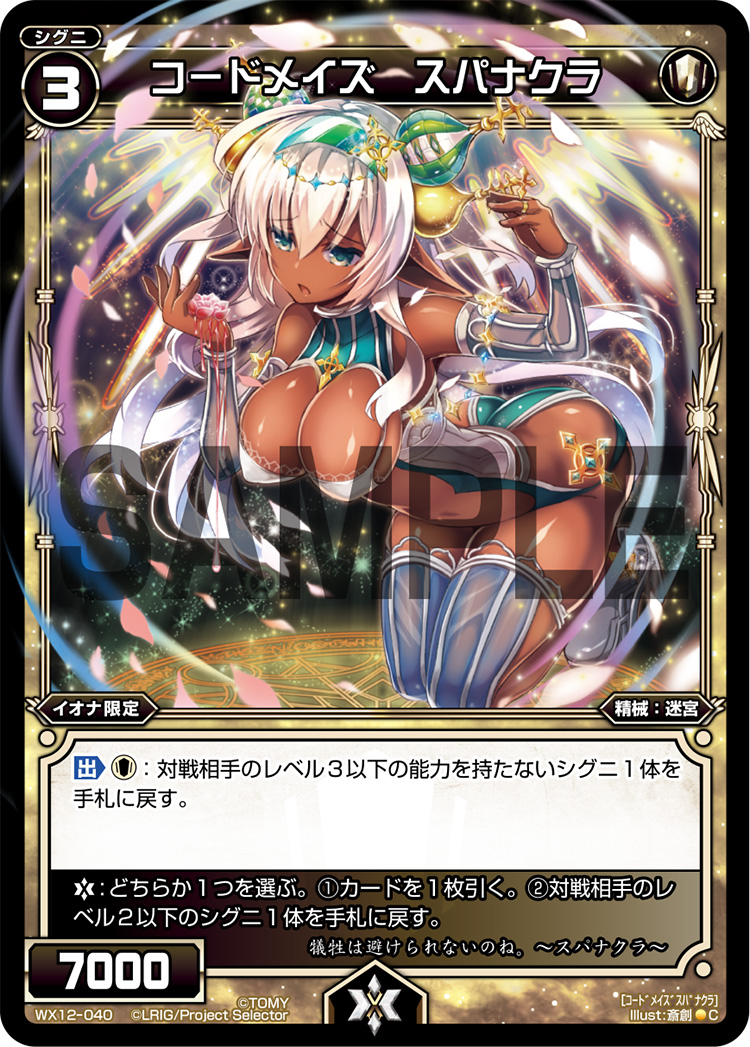 シグニ
3
コードメイズ　スパナクラ
SAMPLE
イオナ限定
精械：迷宮
出：対戦相手のレベル３以下の能力を持たないシグニ１体を
手札に戻す。
：どちらか１つを選ぶ。①カードを１枚引く。②対戦相手のレ
ベル２以下のシグニ１体を手札に戻す。
犠牲は避けられないのね。～スパナクラ～
7000
©TOMY
[コードメイズスパナクラ]
WX12-040 ©LRIG/Project Selector
Illust:斎創 C